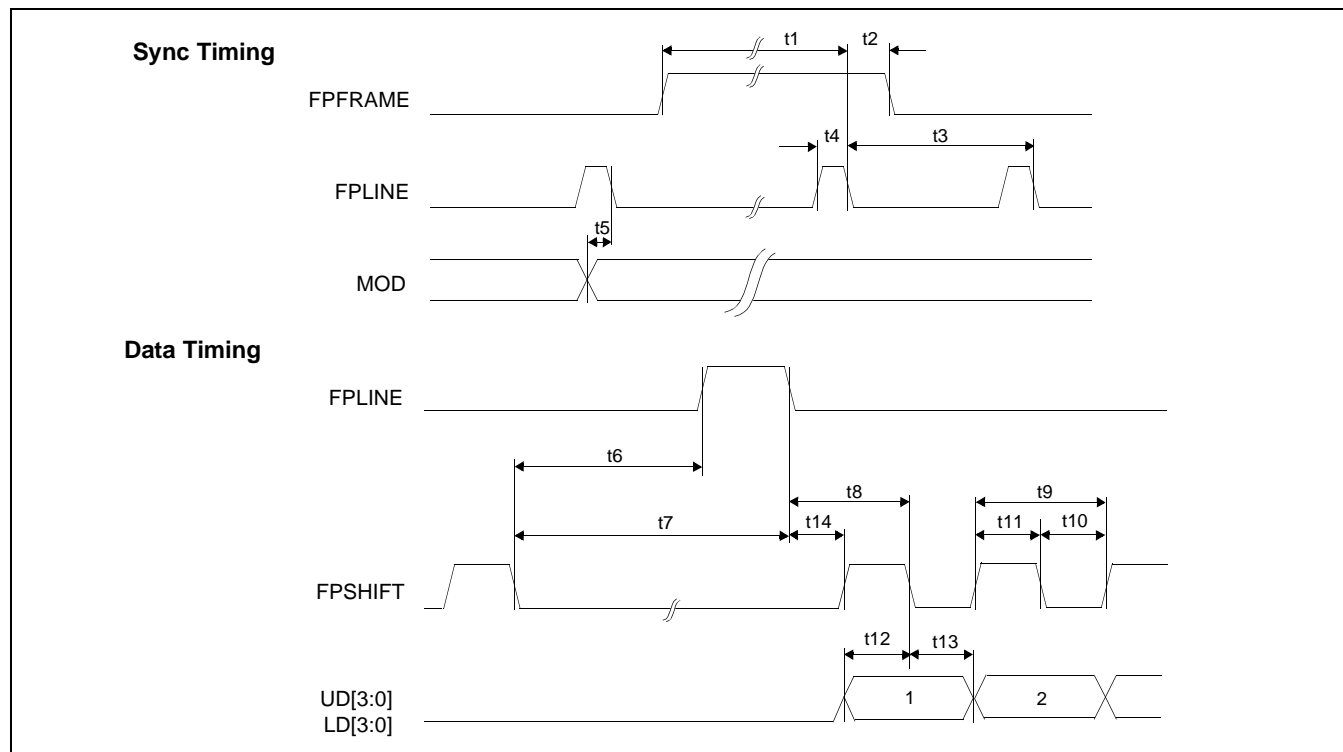 Sync Timing
t1
t2
FPFRAME
t4
t3
FPLINE
t5
MOD
Data Timing
FPLINE
t6
t8
t9
t7
t14
t11
t10
FPSHIFT
t12
t13
UD[3:0]
1
2
LD[3:0]